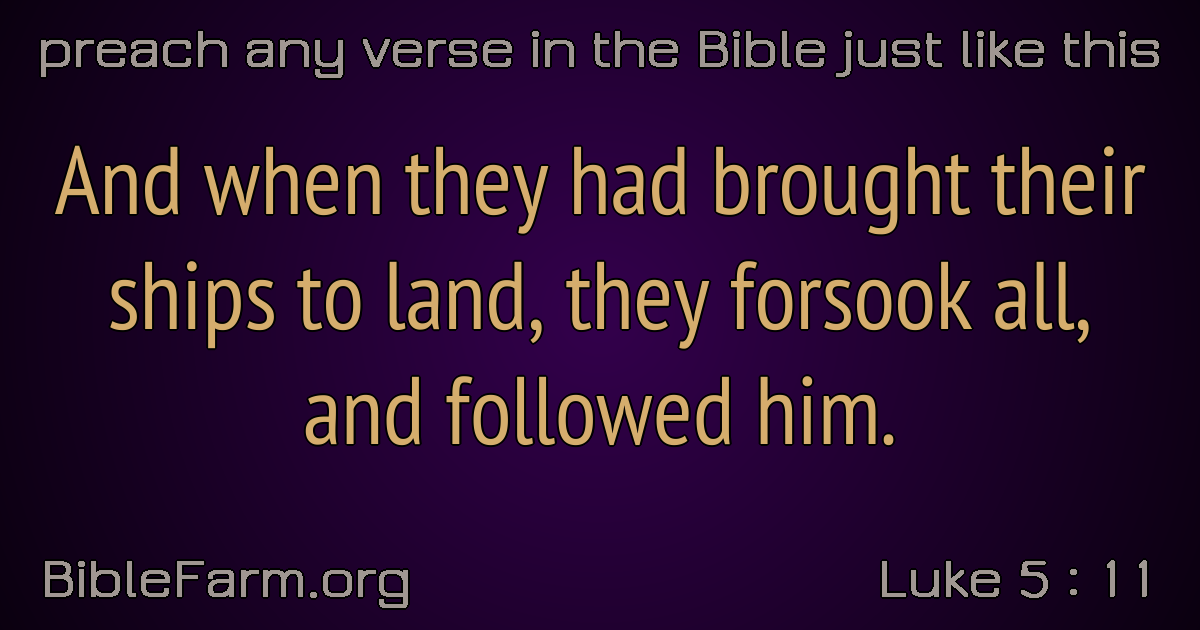 preach any verse in the Bible just like this
And when they had brought their
ships to land, they forsook all,
and followed him.
BibleFarm.org
Luke 5 : 11